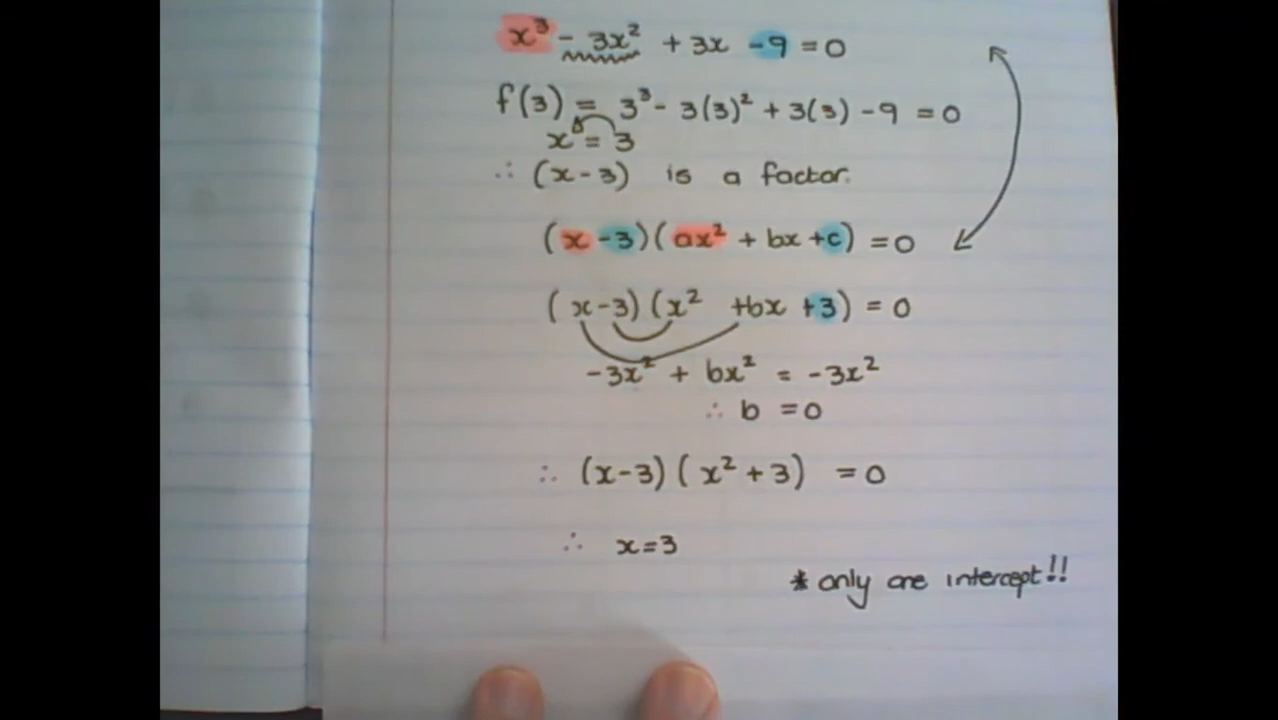 x³ - 3x² + 3x - 9 = 0
f(3) = 3³ - 3(3)² + 3(3) - 9 = 0
x = 3
∴ (x - 3) is a factor.
(x - 3)(ax² + bx + c) = 0
(x - 3)(x² + bx + 3) = 0
-3x² + bx² = -3x²
∴ b = 0
∴ (x - 3)(x² + 3) = 0
∴ x = 3
* only one intercept!!